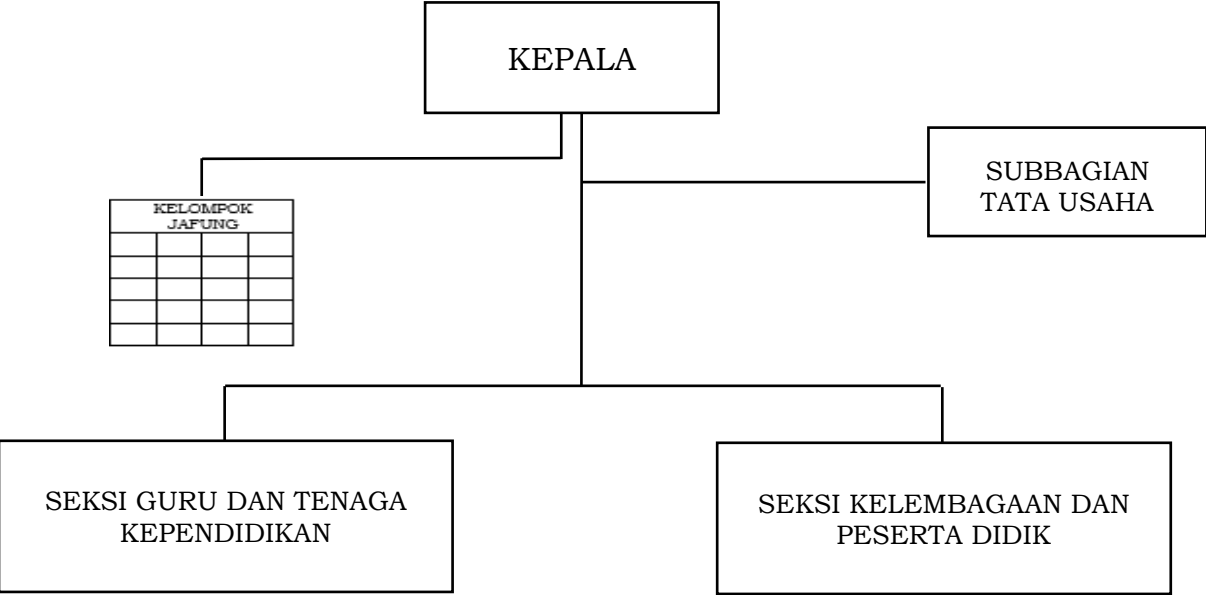 KEPALA
SUBBAGIAN
TATA USAHA
KELOMPOK
JAFUNG
SEKSI GURU DAN TENAGA
KEPENDIDIKAN
SEKSI KELEMBAGAAN DAN
PESERTA DIDIK